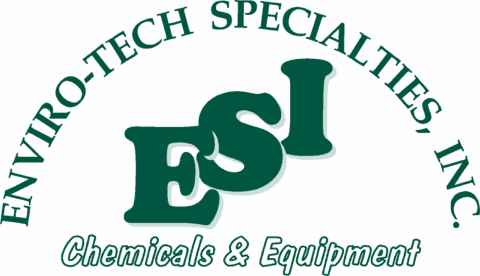 ENVIRO-TECH SPECIALTIES, INC.
ESI
Chemicals & Equipment